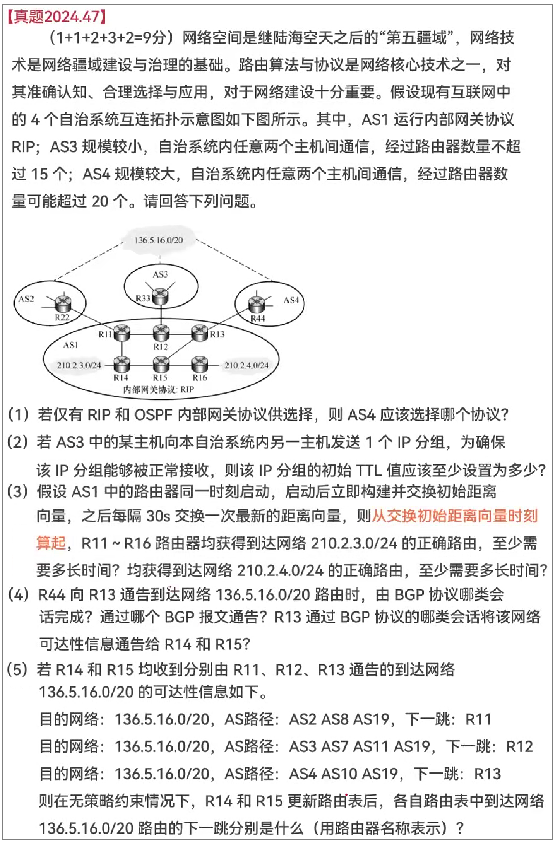 【真题2024.47】
（1+1+2+3+2=9分）网络空间是继陆海空天之后的“第五疆域”，网络技
术是网络疆域建设与治理的基础。路由算法与协议是网络核心技术之一，对
其准确认知、合理选择与应用，对于网络建设十分重要。假设现有互联网中
的 4 个自治系统互连拓扑示意图如下图所示。其中，AS1 运行内部网关协议
RIP；AS3 规模较小，自治系统内任意两个主机间通信，经过路由器数量不超
过 15 个；AS4 规模较大，自治系统内任意两个主机间通信，经过路由器数
量可能超过 20 个。请回答下列问题。
136.5.16.0/20
AS3
AS2
R33
AS4
R22
R44
R11
R12
R13
AS1
210.2.3.0/24
210.2.4.0/24
R14
R15
R16
内部网关协议: RIP
（1）若仅有 RIP 和 OSPF 内部网关协议供选择，则 AS4 应该选择哪个协议？
（2）若 AS3 中的某主机向本自治系统内另一主机发送 1 个 IP 分组，为确保
该 IP 分组能够被正常接收，则该 IP 分组的初始 TTL 值应该至少设置为多少？
（3）假设 AS1 中的路由器同一时刻启动，启动后立即构建并交换初始距离
向量，之后每隔 30s 交换一次最新的距离向量，则从交换初始距离向量时刻
算起，R11 ~ R16 路由器均获得到达网络 210.2.3.0/24 的正确路由，至少需
要多长时间？均获得到达网络 210.2.4.0/24 的正确路由，至少需要多长时间？
（4）R44 向 R13 通告到达网络 136.5.16.0/20 路由时，由 BGP 协议哪类会
话完成？通过哪个 BGP 报文通告？R13 通过 BGP 协议的哪类会话将该网络
可达性信息通告给 R14 和 R15？
（5）若 R14 和 R15 均收到分别由 R11、R12、R13 通告的到达网络
136.5.16.0/20 的可达性信息如下。
目的网络：136.5.16.0/20，AS路径：AS2 AS8 AS19，下一跳：R11
目的网络：136.5.16.0/20，AS路径：AS3 AS7 AS11 AS19，下一跳：R12
目的网络：136.5.16.0/20，AS路径：AS4 AS10 AS19，下一跳：R13
则在无策略约束情况下，R14 和 R15 更新路由表后，各自路由表中到达网络
136.5.16.0/20 路由的下一跳分别是什么（用路由器名称表示）？